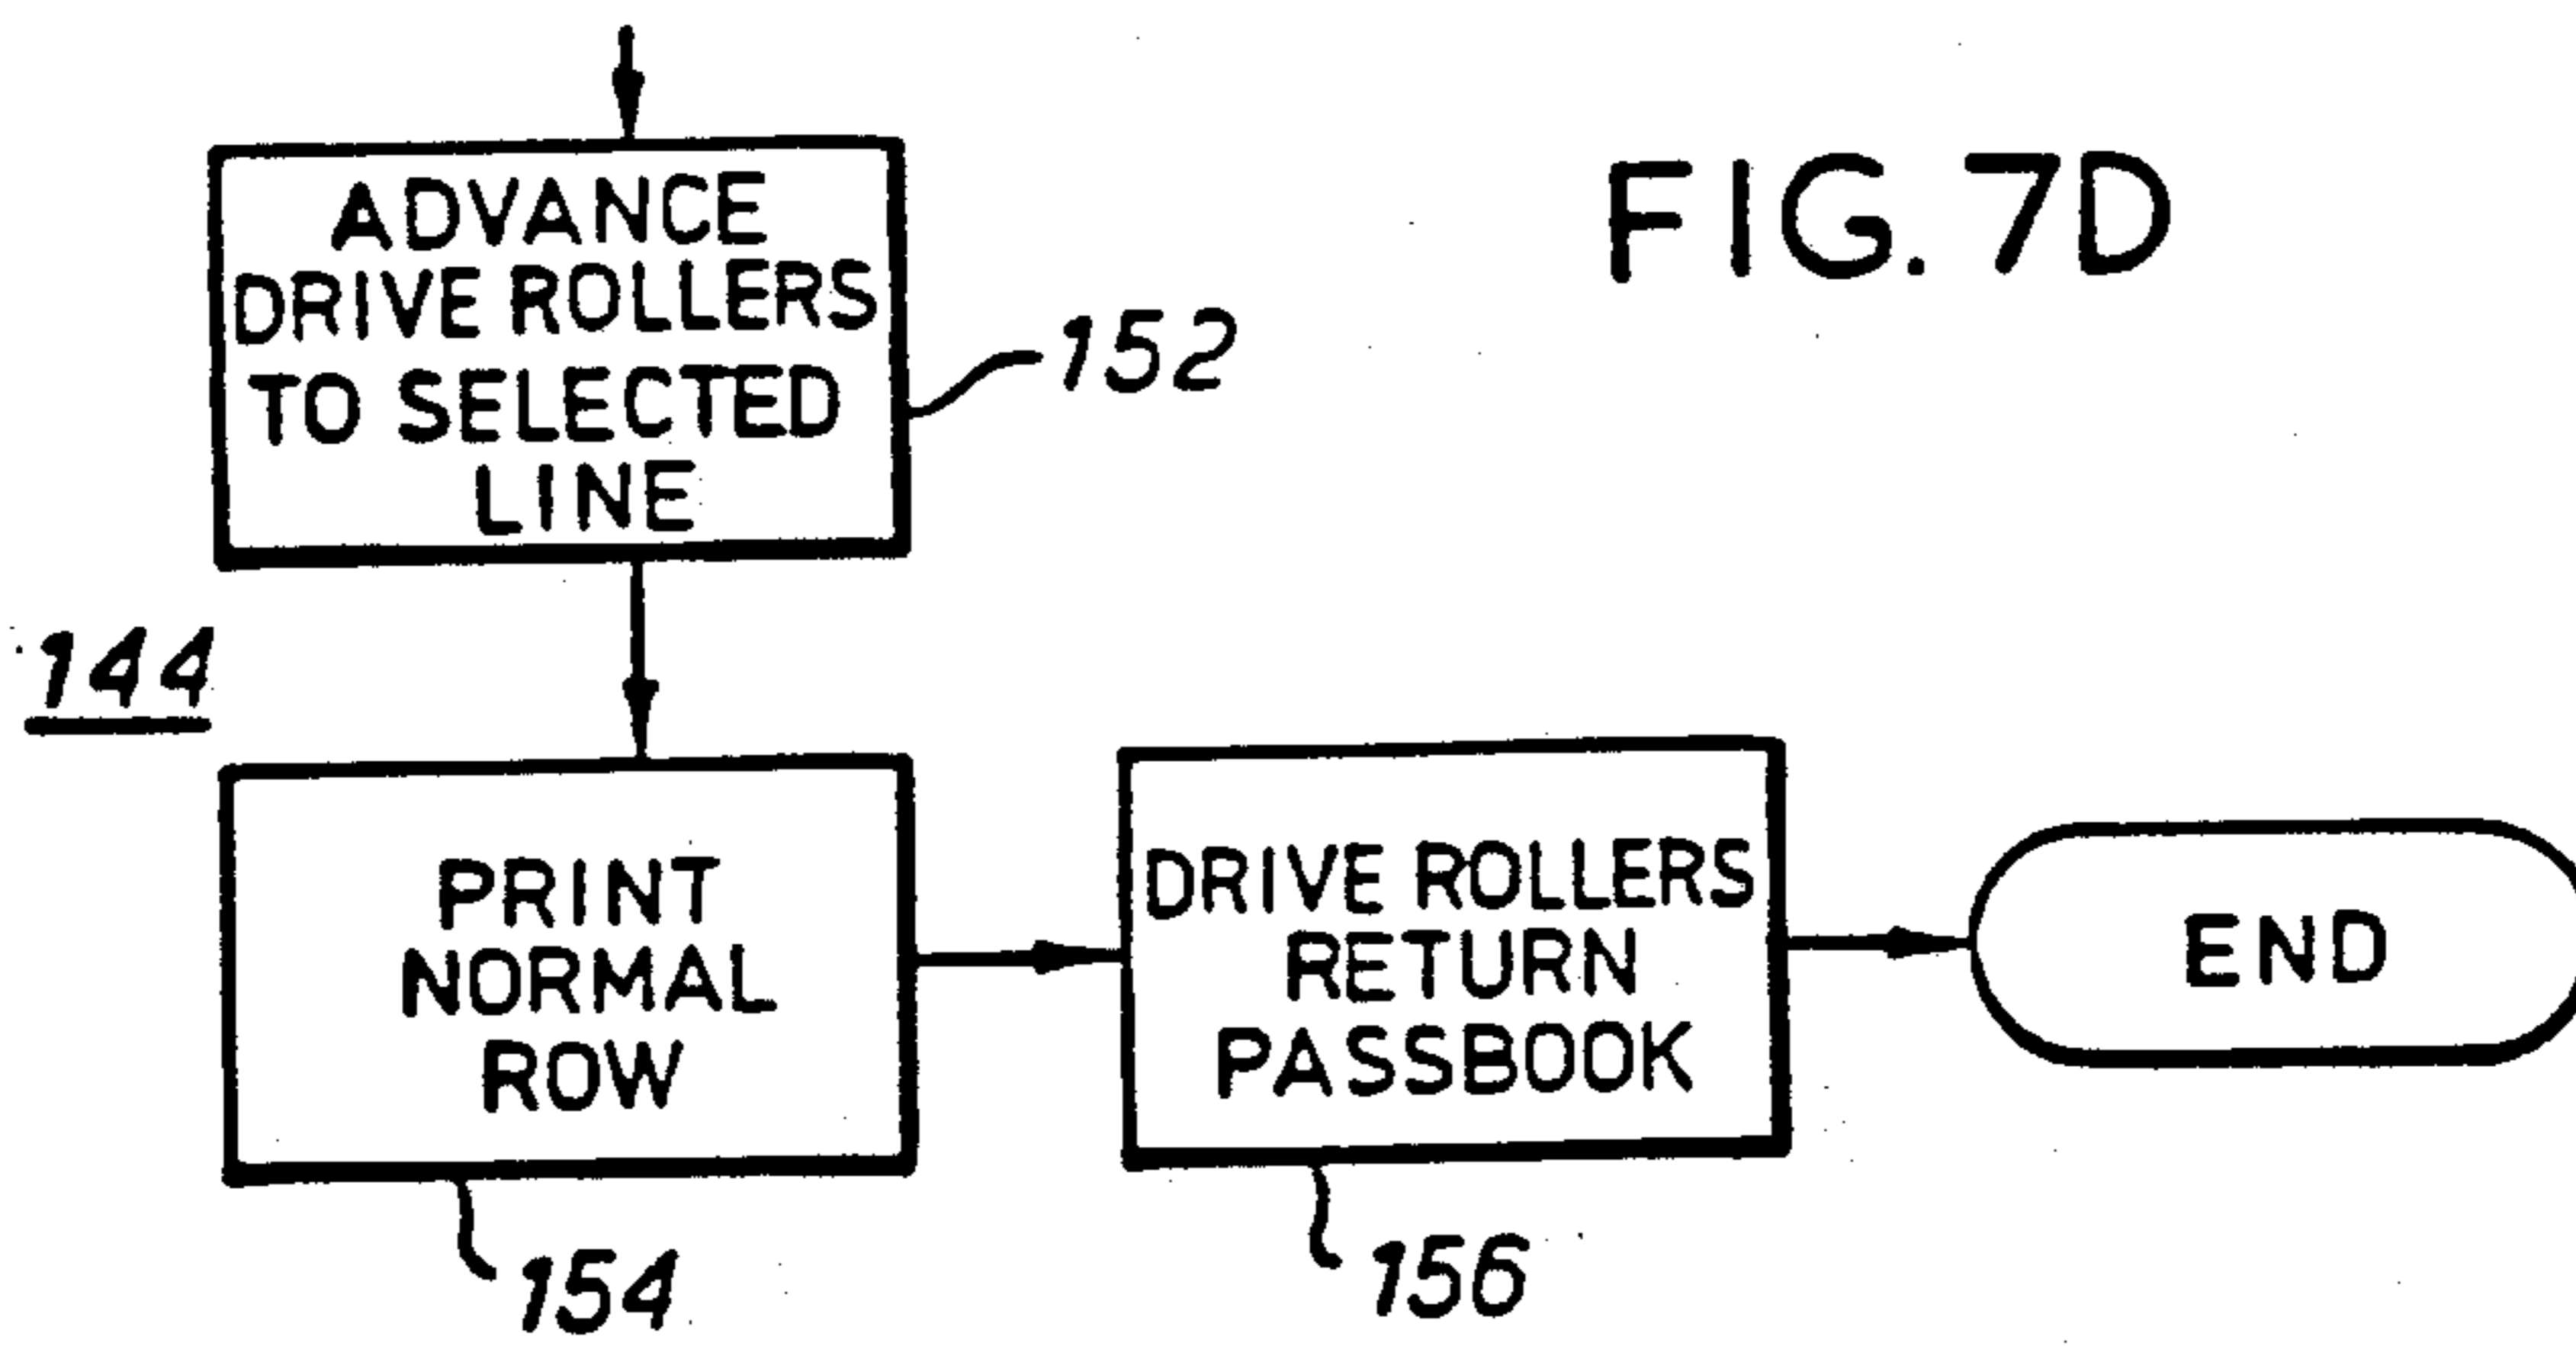 FIG. 7D
ADVANCE
DRIVE ROLLERS
TO SELECTED
LINE
152
144
PRINT
NORMAL
ROW
154
DRIVE ROLLERS
RETURN
PASSBOOK
156
END